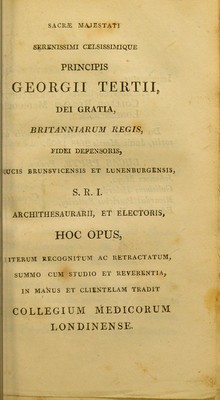 SACRÆ MAJESTATI
SERENISSIMI CELSISSIMIQUE
PRINCIPIS
GEORGII TERTII,
DEI GRATIA,
BRITANNIARUM REGIS,
FIDEI DEFENSORIS,
DUCIS BRUNSVICENSIS ET LUNENBURGENSIS,
S. R. I.
ARCHITHESAURARII, ET ELECTORIS,
HOC OPUS,
ITERUM RECOGNITUM AC RETRACTATUM,
SUMMO CUM STUDIO ET REVERENTIA,
IN MANUS ET CLIENTELAM TRADIT
COLLEGIUM MEDICORUM
LONDINENSE.